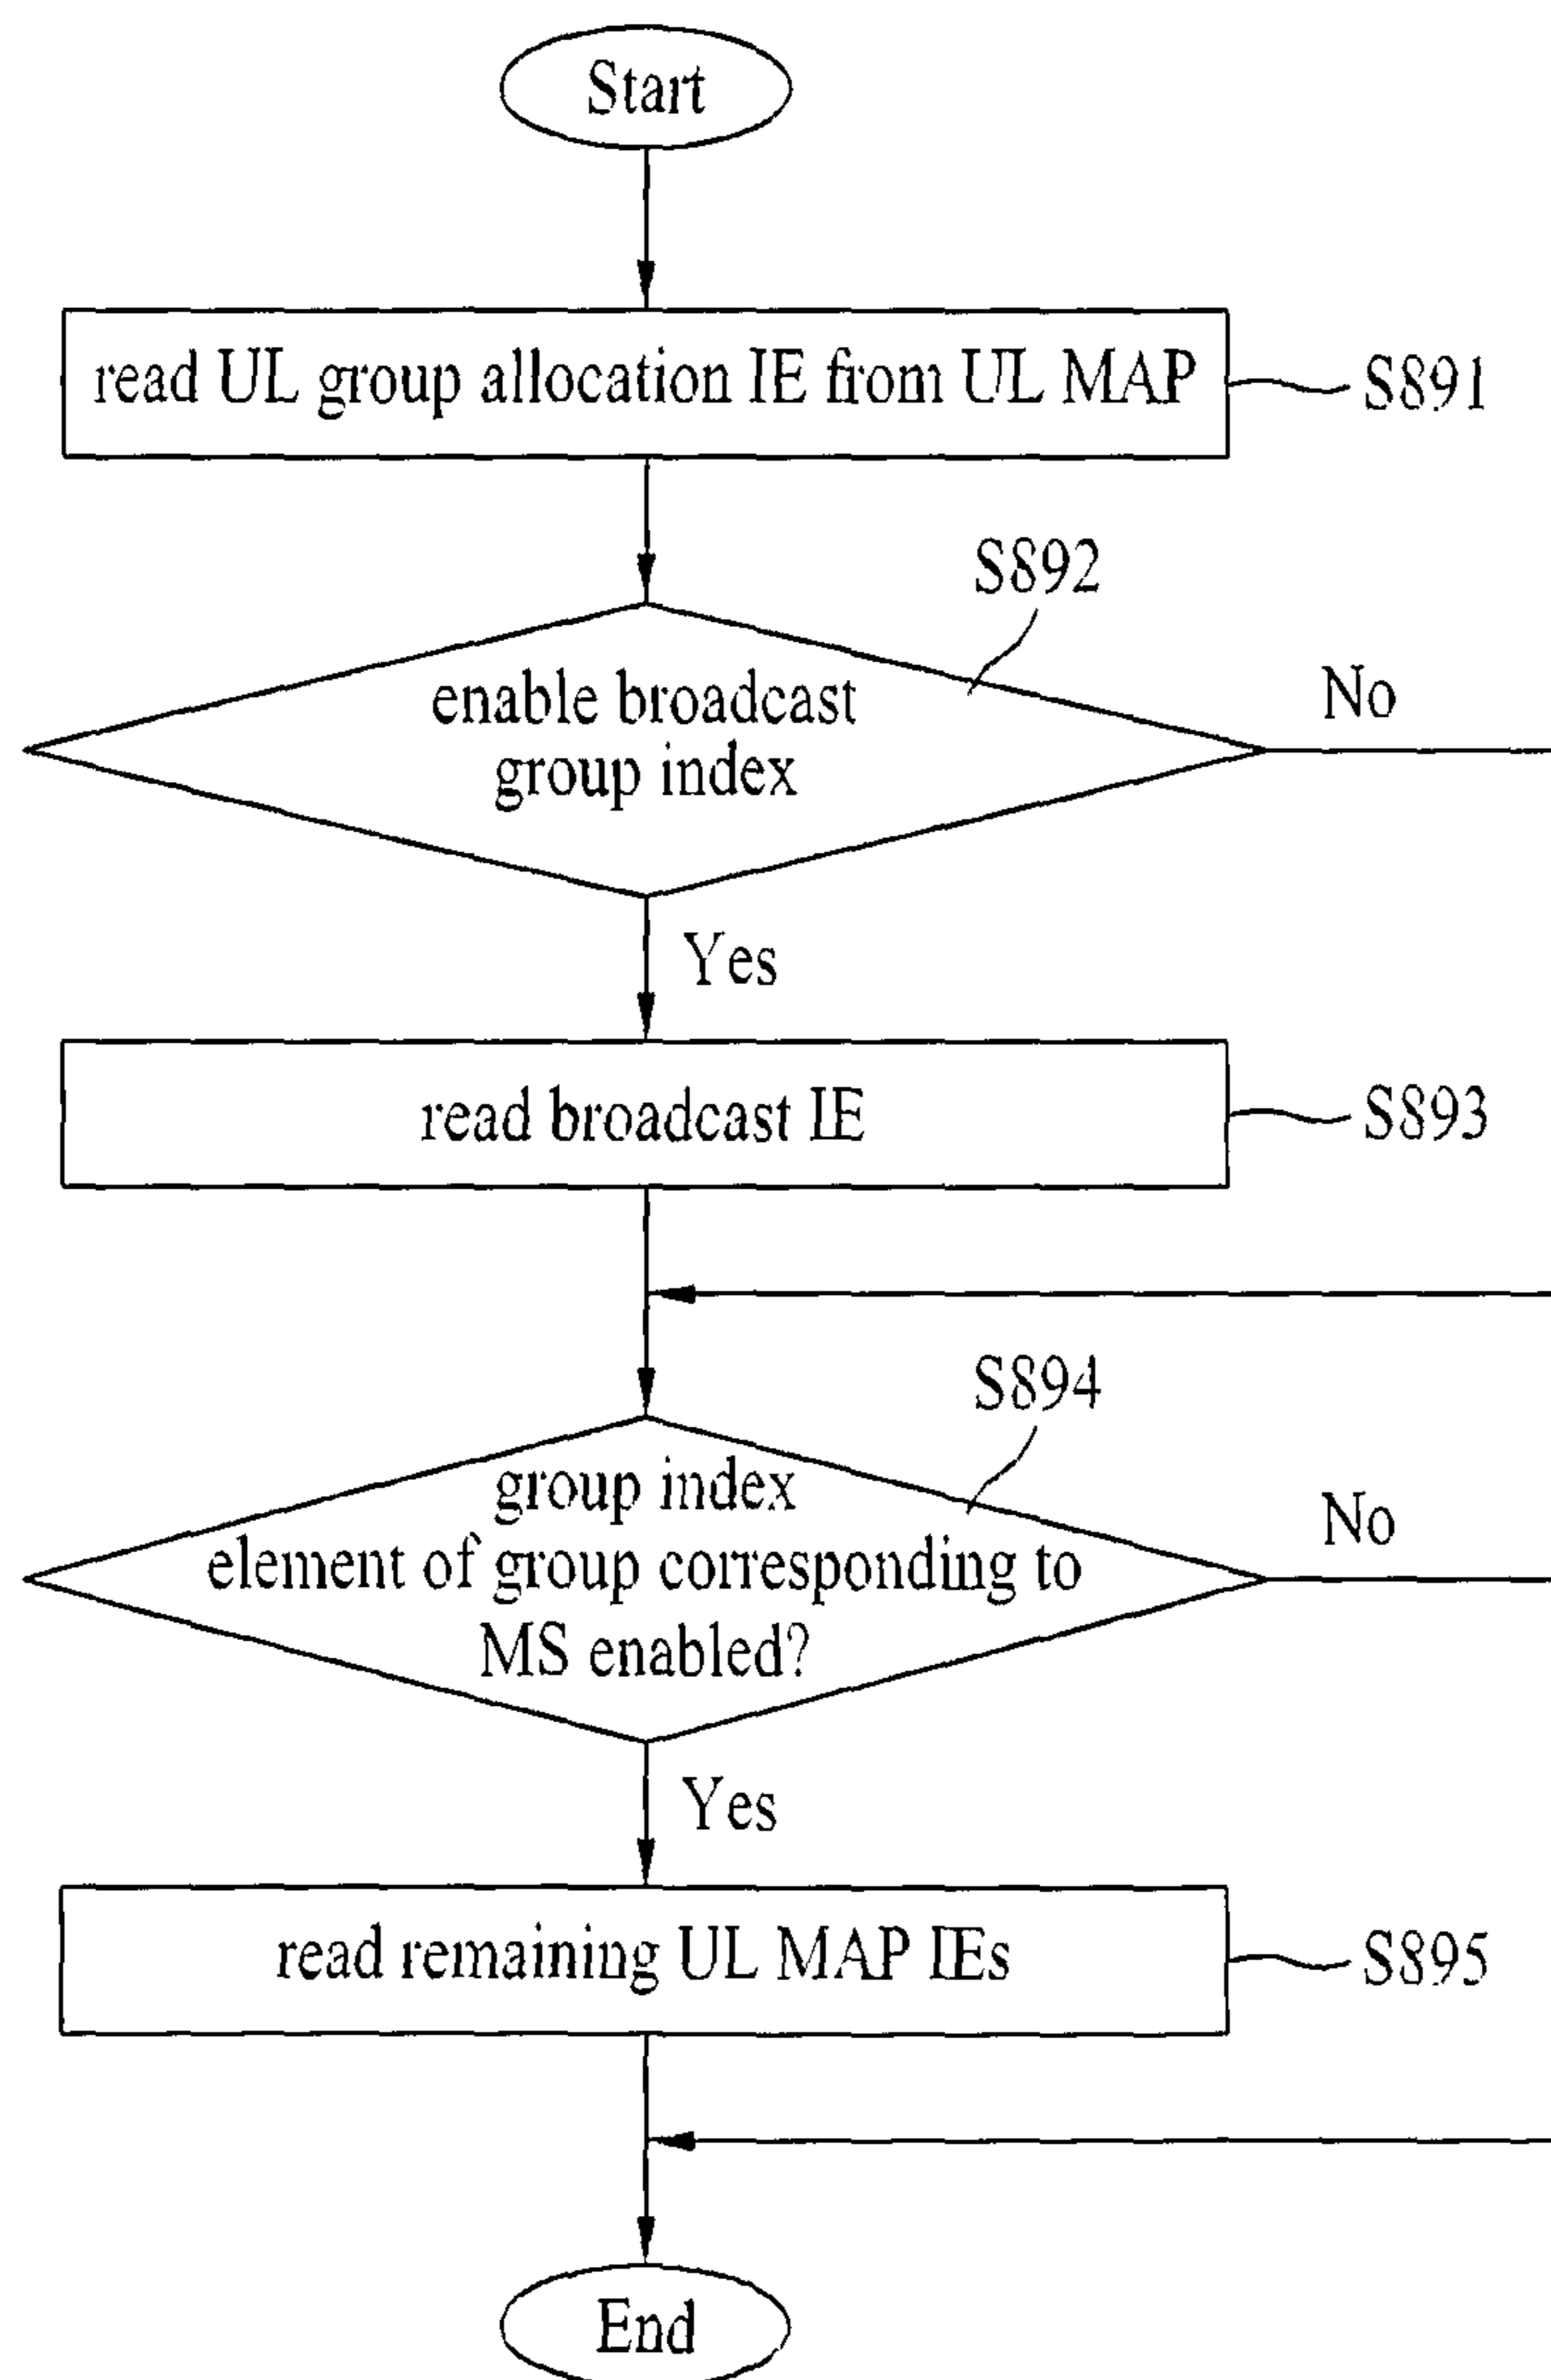 Start
read UL group allocation IE from UL MAP
S891
S892
enable broadcast
group index
No
Yes
read broadcast IE
S893
S894
group index
element of group corresponding to
MS enabled?
No
Yes
read remaining UL MAP IEs
S895
End